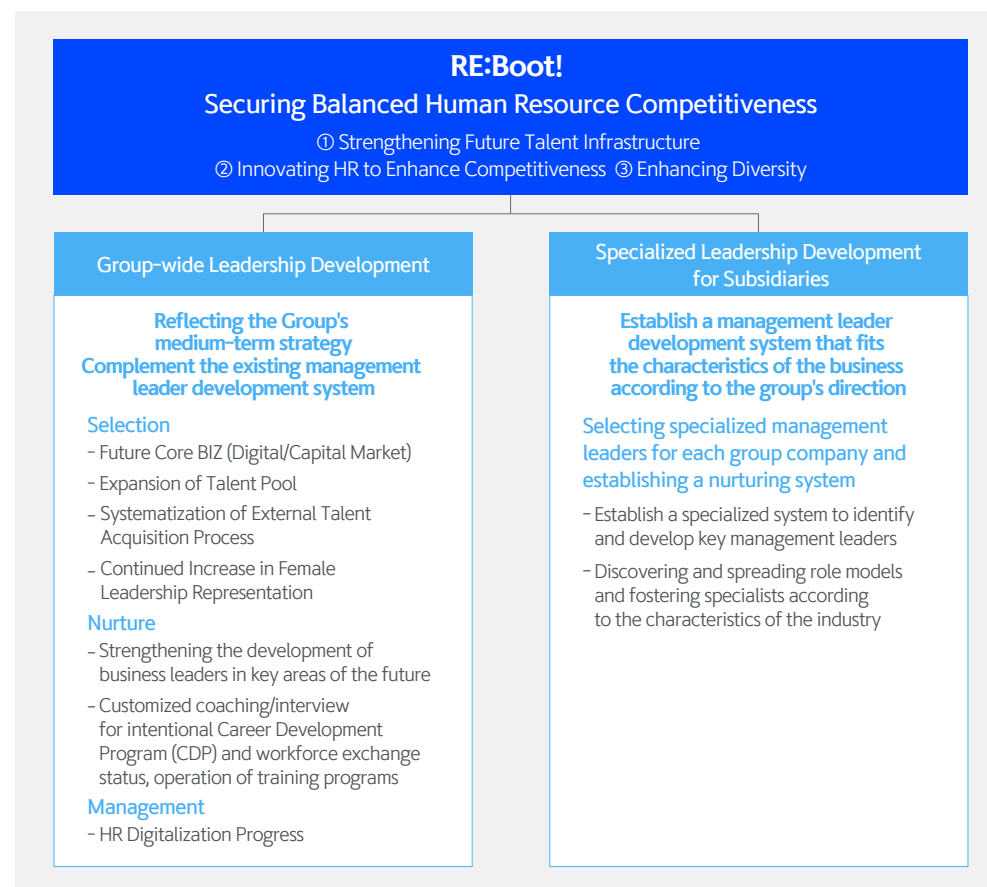 RE:Boot!
Securing Balanced Human Resource Competitiveness
① Strengthening Future Talent Infrastructure
② Innovating HR to Enhance Competitiveness ③ Enhancing Diversity
Group-wide Leadership Development
Reflecting the Group's
medium-term strategy
Complement the existing management
leader development system
Selection
- Future Core BIZ (Digital/Capital Market)
- Expansion of Talent Pool
- Systematization of External Talent
Acquisition Process
- Continued Increase in Female
Leadership Representation
Nurture
- Strengthening the development of
business leaders in key areas of the future
- Customized coaching/interview
for intentional Career Development
Program (CDP) and workforce exchange
status, operation of training programs
Management
- HR Digitalization Progress
Specialized Leadership Development
for Subsidiaries
Establish a management leader
development system that fits
the characteristics of the business
according to the group's direction
Selecting specialized management
leaders for each group company and
establishing a nurturing system
- Establish a specialized system to identify
and develop key management leaders
- Discovering and spreading role models
and fostering specialists according
to the characteristics of the industry